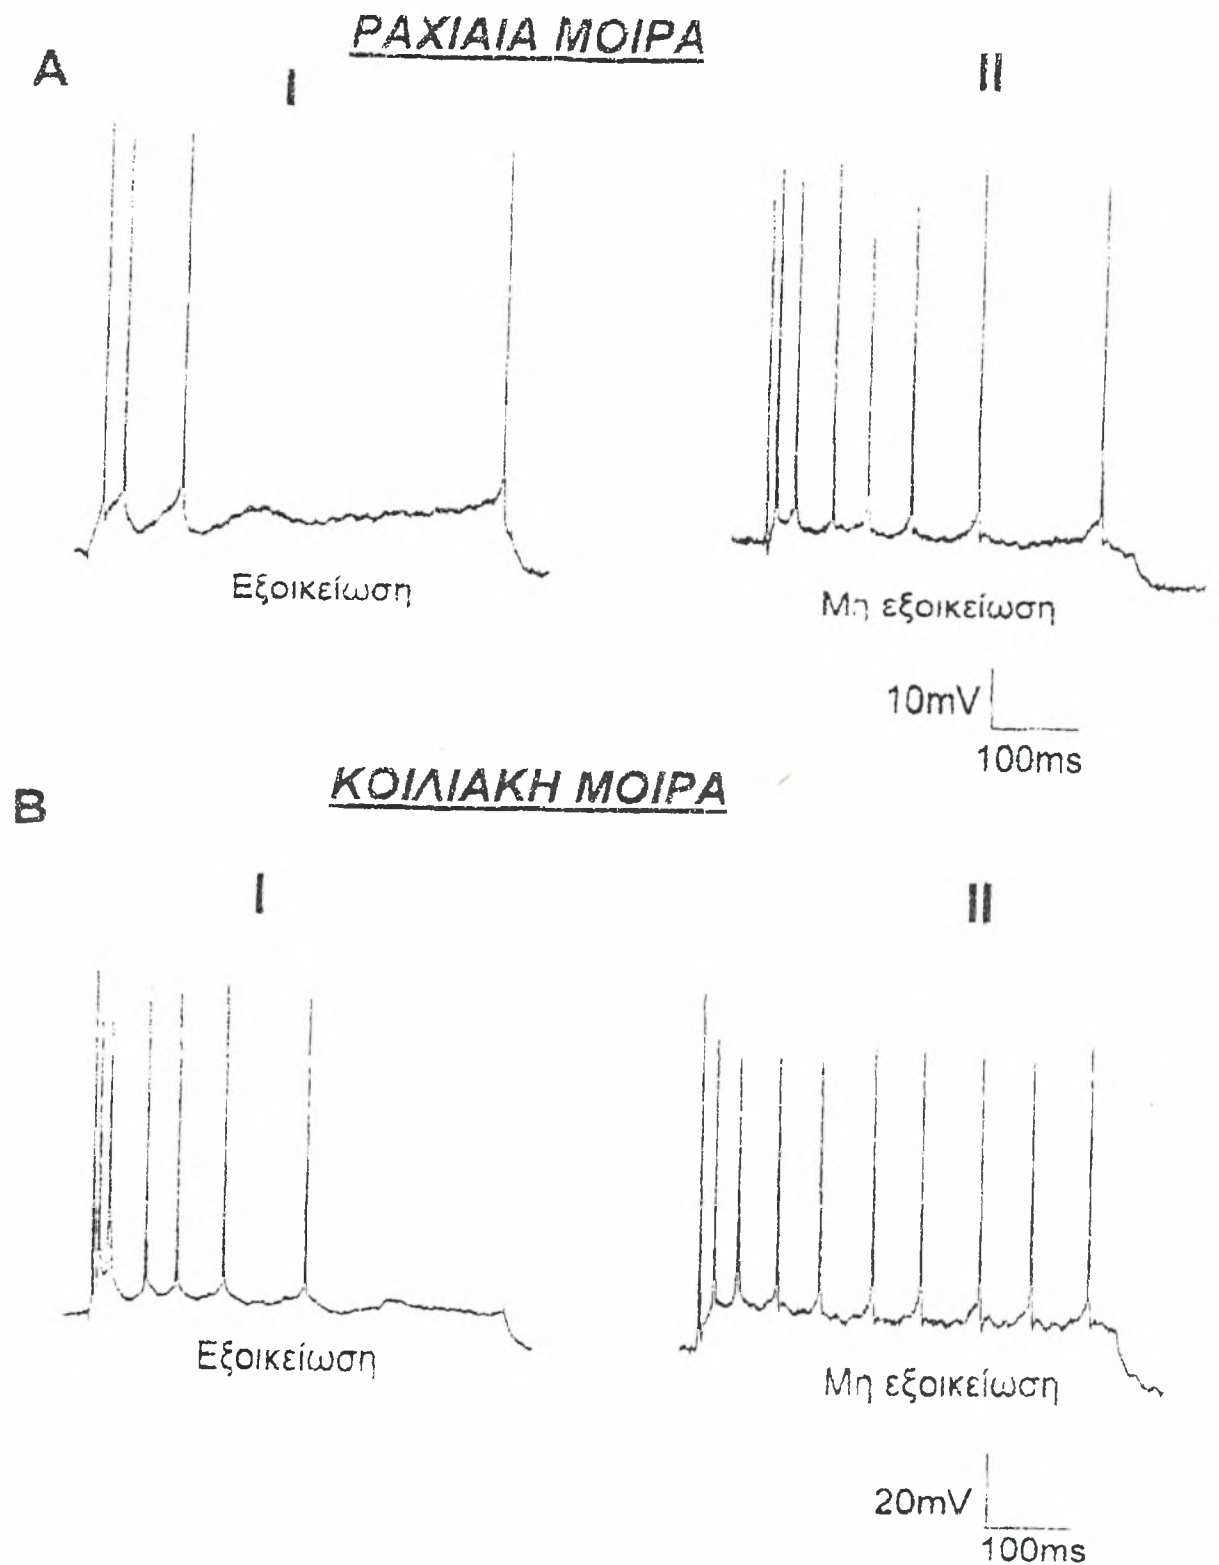 ΡΑΧΙΑΙΑ ΜΟΙΡΑ
A
I
II
Εξοικείωση
Μη εξοικείωση
10mV
100ms
ΚΟΙΛΙΑΚΗ ΜΟΙΡΑ
B
I
II
Εξοικείωση
Μη εξοικείωση
20mV
100ms